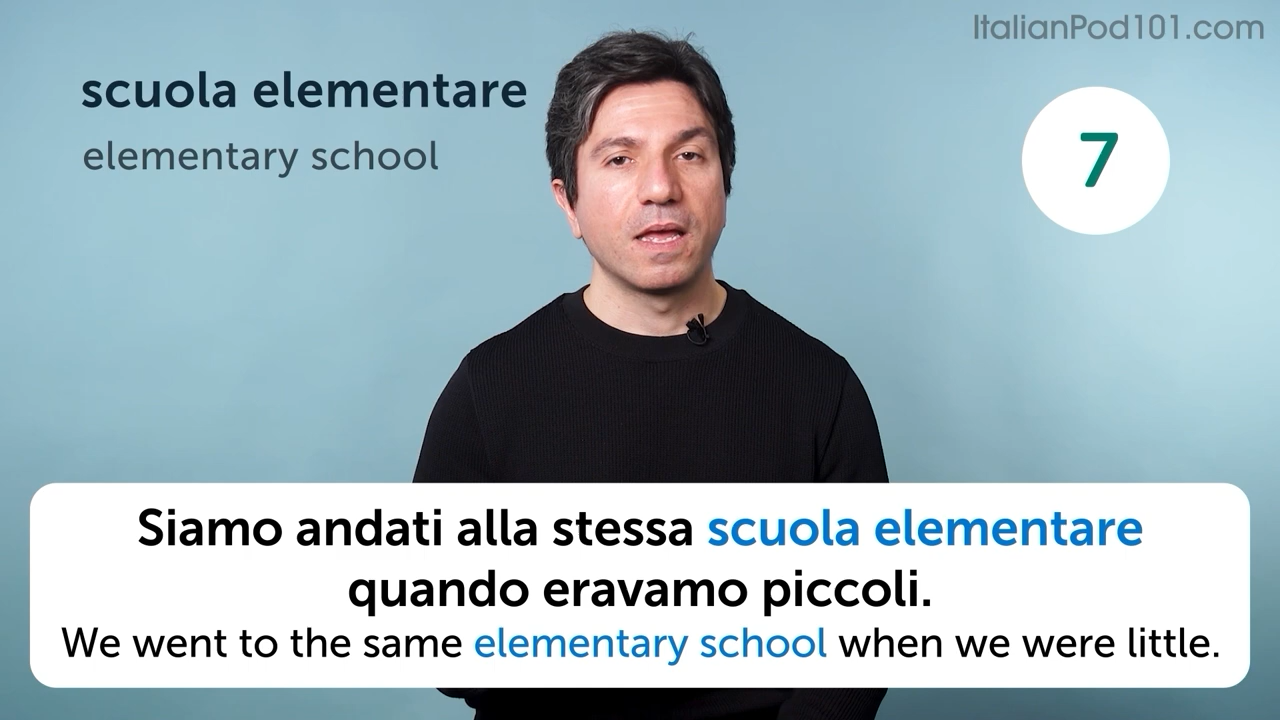 ItalianPod101.com
scuola elementare
elementary school
7
Siamo andati alla stessa scuola elementare
quando eravamo piccoli.
We went to the same elementary school when we were little.